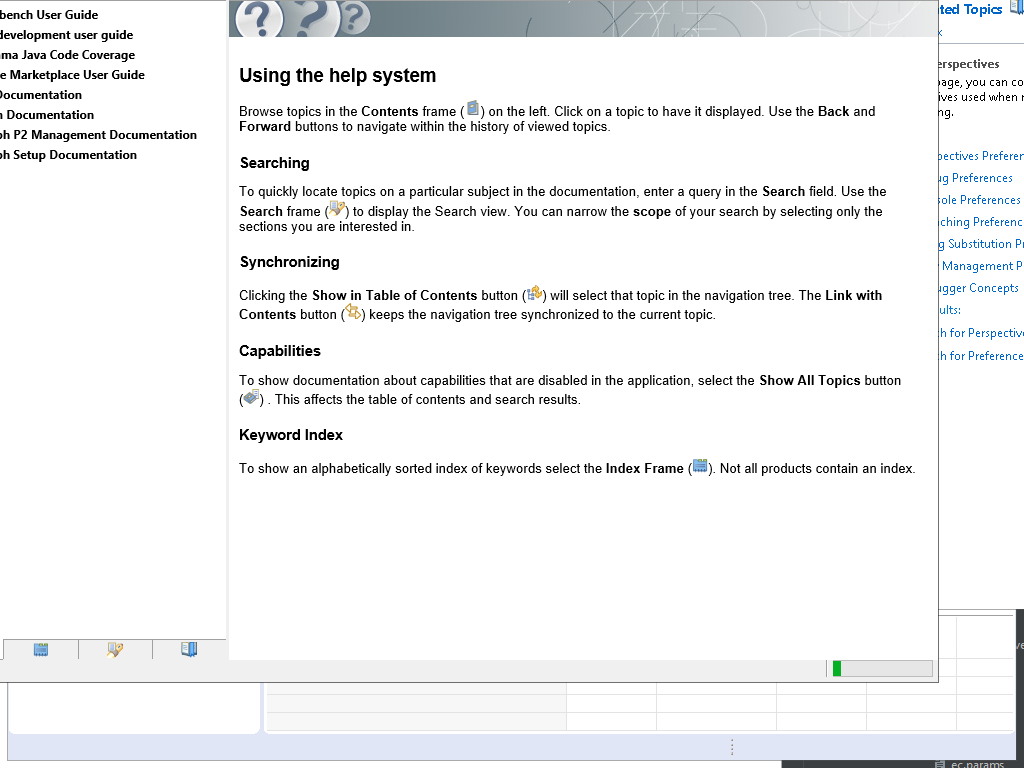 bench User Guide
development user guide
ma Java Code Coverage
e Marketplace User Guide
Documentation
n Documentation
ph P2 Management Documentation
ph Setup Documentation
Using the help system
Browse topics in the Contents frame ( ) on the left. Click on a topic to have it displayed. Use the Back and
Forward buttons to navigate within the history of viewed topics.
Searching
To quickly locate topics on a particular subject in the documentation, enter a query in the Search field. Use the
Search frame ( ) to display the Search view. You can narrow the scope of your search by selecting only the
sections you are interested in.
Synchronizing
Clicking the Show in Table of Contents button ( ) will select that topic in the navigation tree. The Link with
Contents button ( ) keeps the navigation tree synchronized to the current topic.
Capabilities
To show documentation about capabilities that are disabled in the application, select the Show All Topics button
( ) . This affects the table of contents and search results.
Keyword Index
To show an alphabetically sorted index of keywords select the Index Frame ( ). Not all products contain an index.
ted Topics
k
erspectives
page, you can co
ives used when r
ng.
pectives Preferen
ug Preferences
sole Preferences
ching Preferenc
g Substitution Pr
Management P
ugger Concepts
ults:
h for Perspectiv
h for Preference
ve
ec.params